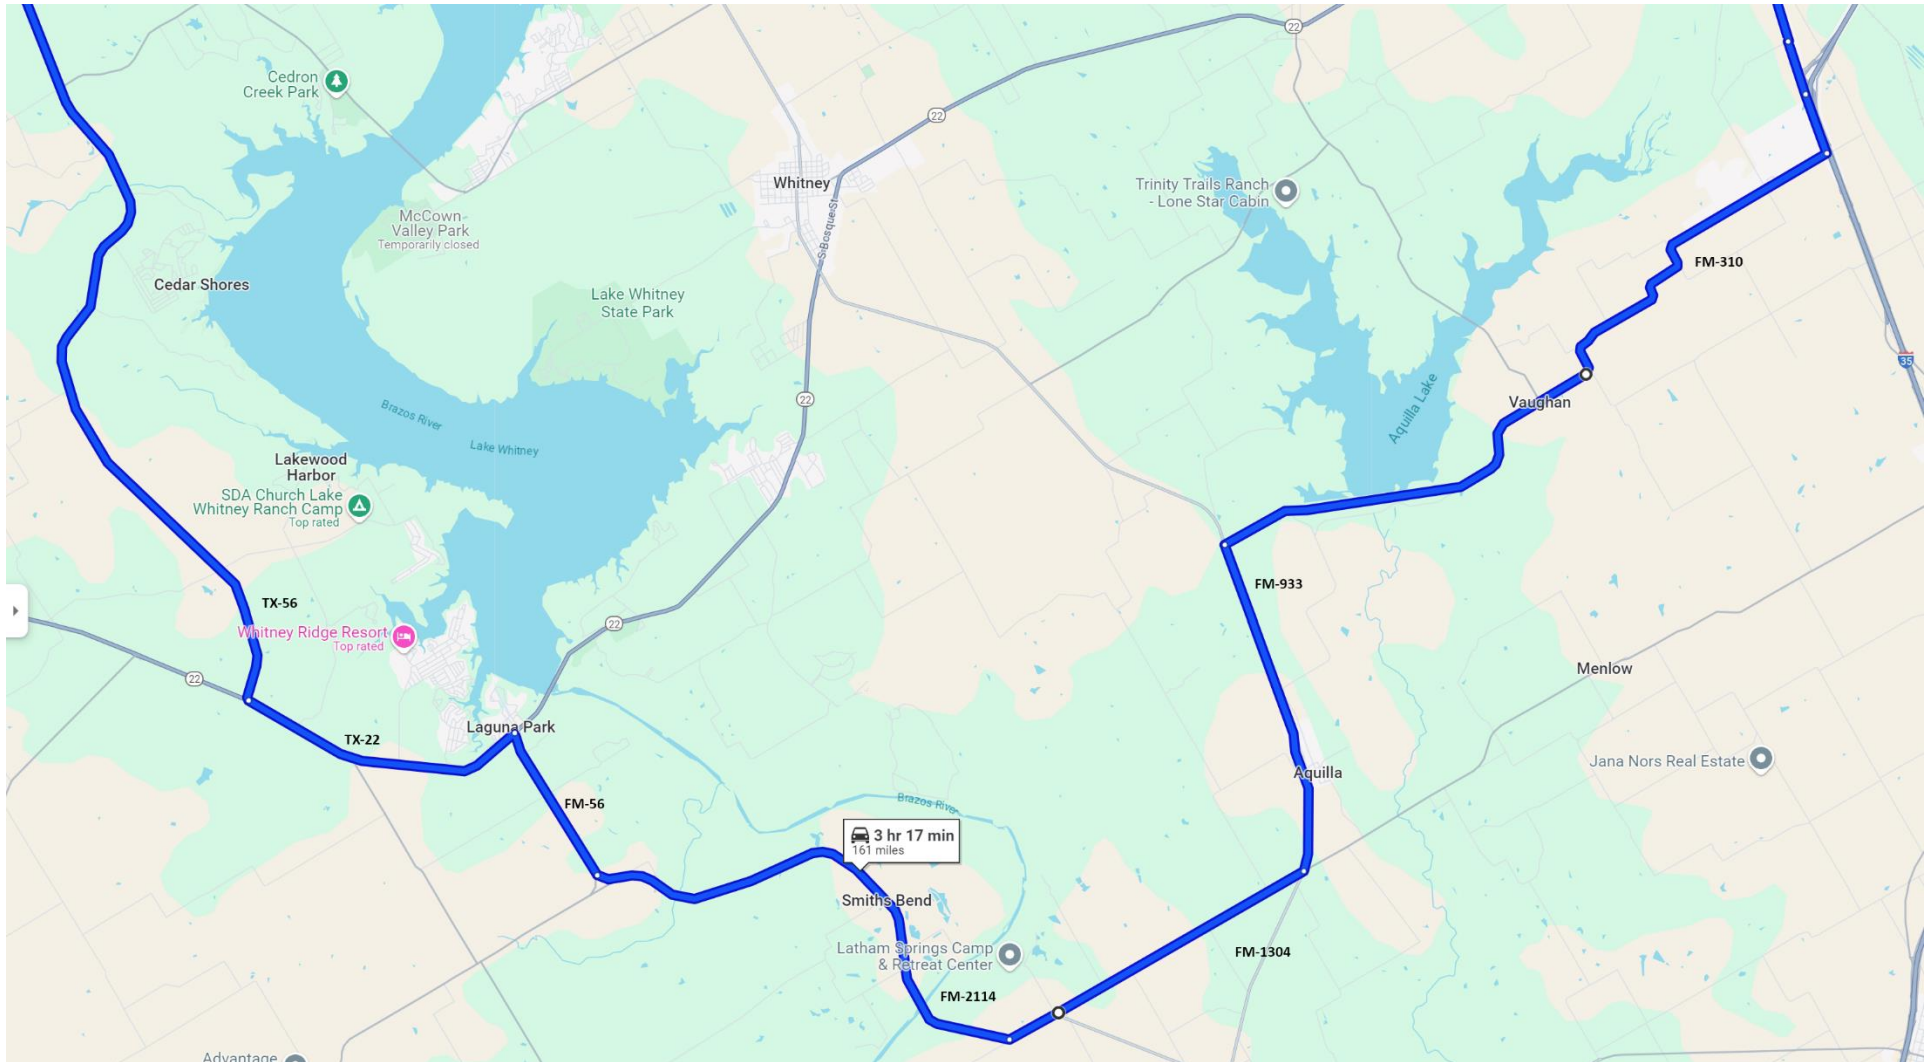 22
Cedron
Creek Park
22
Whitney
Trinity Trails Ranch
- Lone Star Cabin
McCown
Valley Park
Temporarily closed
S Bosque St
FM-310
Cedar Shores
Lake Whitney
State Park
35
Brazos River
Lake Whitney
22
Aquilla Lake
Vaughan
Lakewood
Harbor
SDA Church Lake
Whitney Ranch Camp
Top rated
FM-933
TX-56
22
Whitney Ridge Resort
Top rated
22
Menlow
Laguna Park
TX-22
Aquilla
Jana Nors Real Estate
FM-56
Brazos River
3 hr 17 min
161 miles
Smiths Bend
Latham Springs Camp
& Retreat Center
FM-1304
FM-2114
Advantage